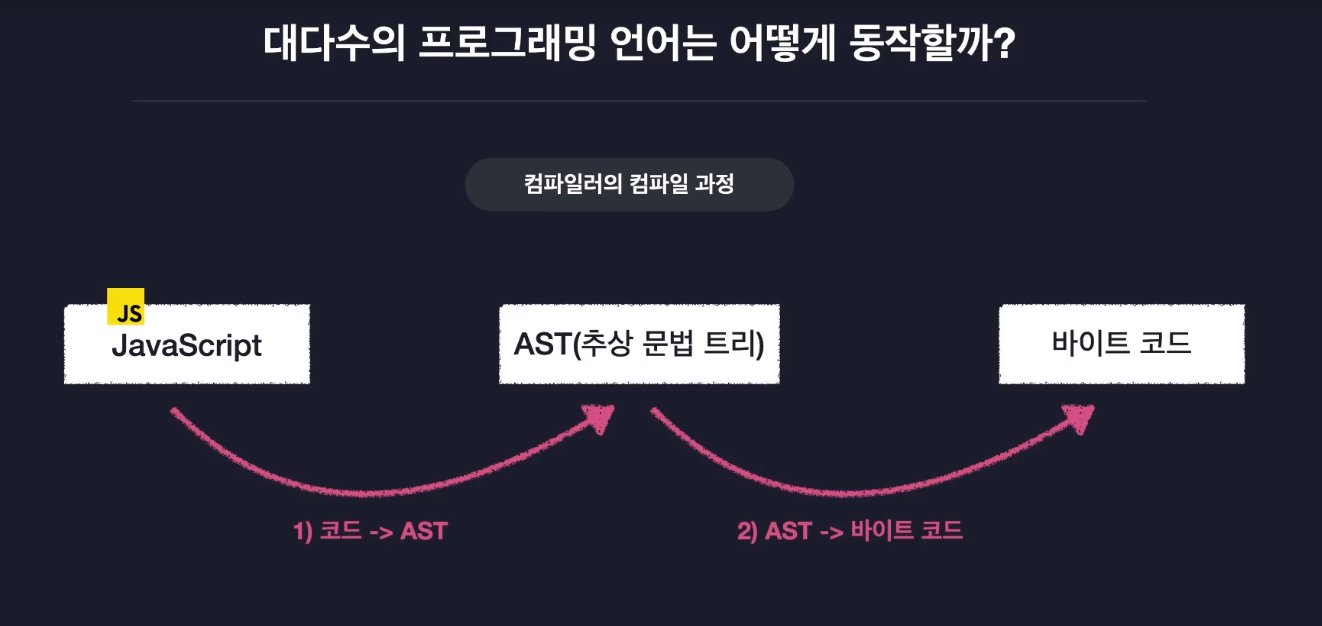 대다수의 프로그래밍 언어는 어떻게 동작할까?
컴파일러의 컴파일 과정
JS
JavaScript
AST(추상 문법 트리)
바이트 코드
1) 코드 -> AST
2) AST -> 바이트 코드